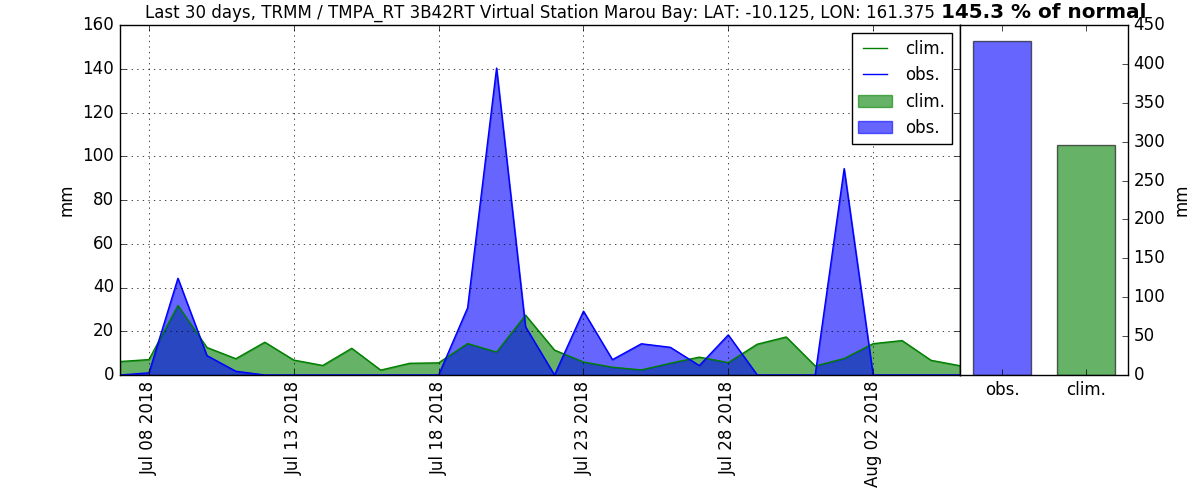 Last 30 days, TRMM / TMPA_RT 3B42RT Virtual Station Marou Bay: LAT: -10.125, LON: 161.375 145.3 % of normal
160
140
120
100
80
60
40
20
0
mm
clim.
obs.
clim.
obs.
Jul 08 2018
Jul 13 2018
Jul 18 2018
Jul 23 2018
Jul 28 2018
Aug 02 2018
450
400
350
300
250
200
150
100
50
0
mm
obs. clim.